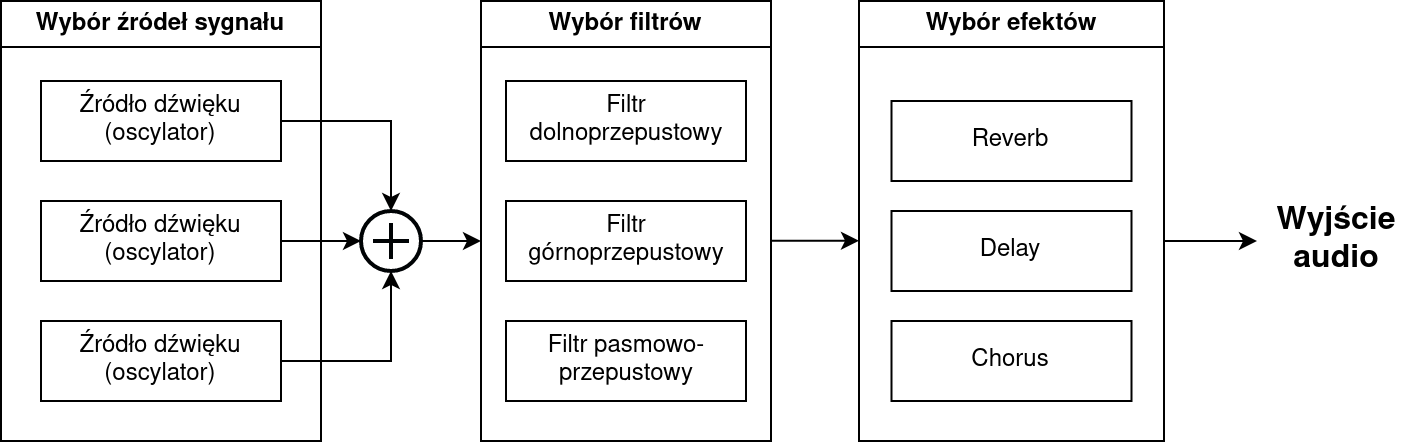 Wybór źródeł sygnału
Źródło dźwięku
(oscylator)
Źródło dźwięku
(oscylator)
Źródło dźwięku
(oscylator)
Wybór filtrów
Filtr
dolnoprzepustowy
Filtr
górnoprzepustowy
Filtr pasmowo-
przepustowy
Wybór efektów
Reverb
Delay
Chorus
Wyjście
audio